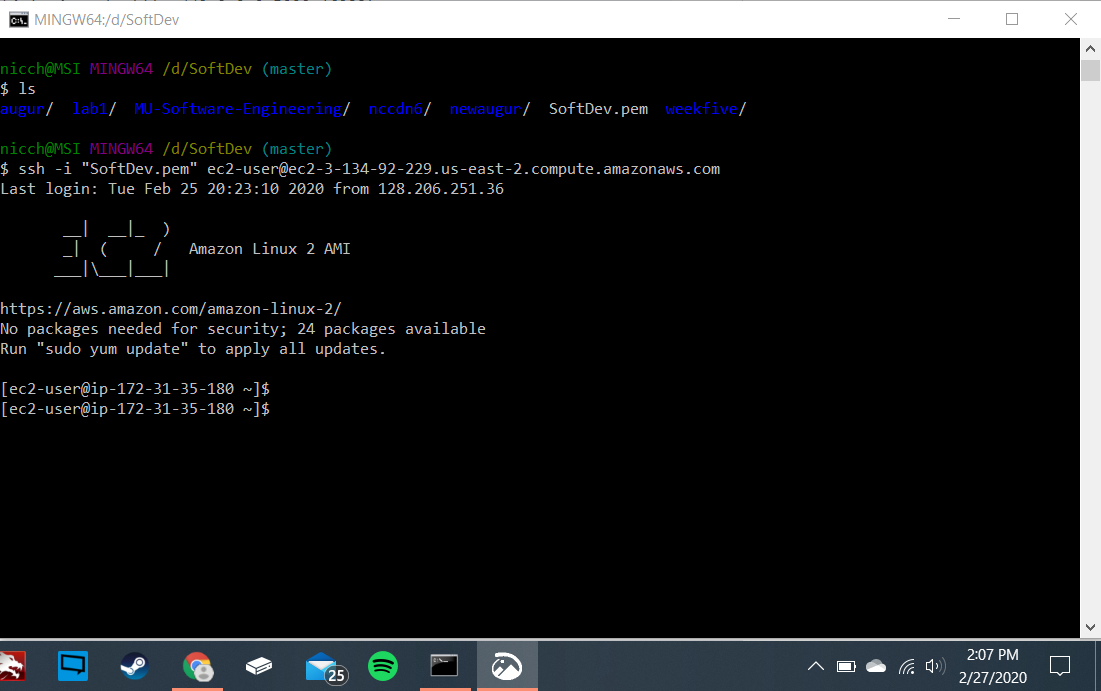 MINGW64:/d/SoftDev
nicch@MSI MINGW64 /d/SoftDev (master)
$ ls
augur/  lab1/  MU-Software-Engineering/  nccdn6/  newaugur/  SoftDev.pem  weekfive/
nicch@MSI MINGW64 /d/SoftDev (master)
$ ssh -i "SoftDev.pem" ec2-user@ec2-3-134-92-229.us-east-2.compute.amazonaws.com
Last login: Tue Feb 25 20:23:10 2020 from 128.206.251.36
       __|  __|_  )
       _|  (     /   Amazon Linux 2 AMI
      ___|\___|___|
https://aws.amazon.com/amazon-linux-2/
No packages needed for security; 24 packages available
Run "sudo yum update" to apply all updates.
[ec2-user@ip-172-31-35-180 ~]$
[ec2-user@ip-172-31-35-180 ~]$
25
2:07 PM
2/27/2020